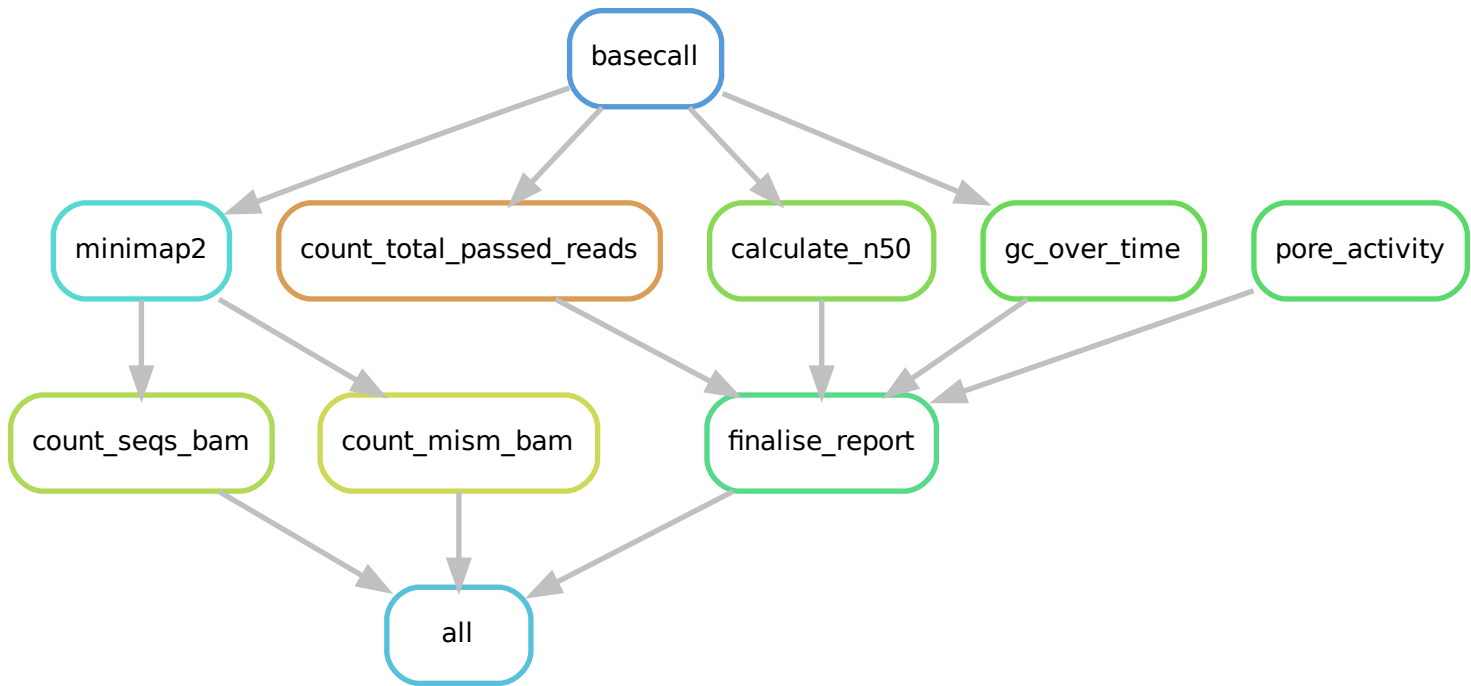 basecall
minimap2
count_total_passed_reads
calculate_n50
gc_over_time
pore_activity
count_seqs_bam
count_mism_bam
finalise_report
all